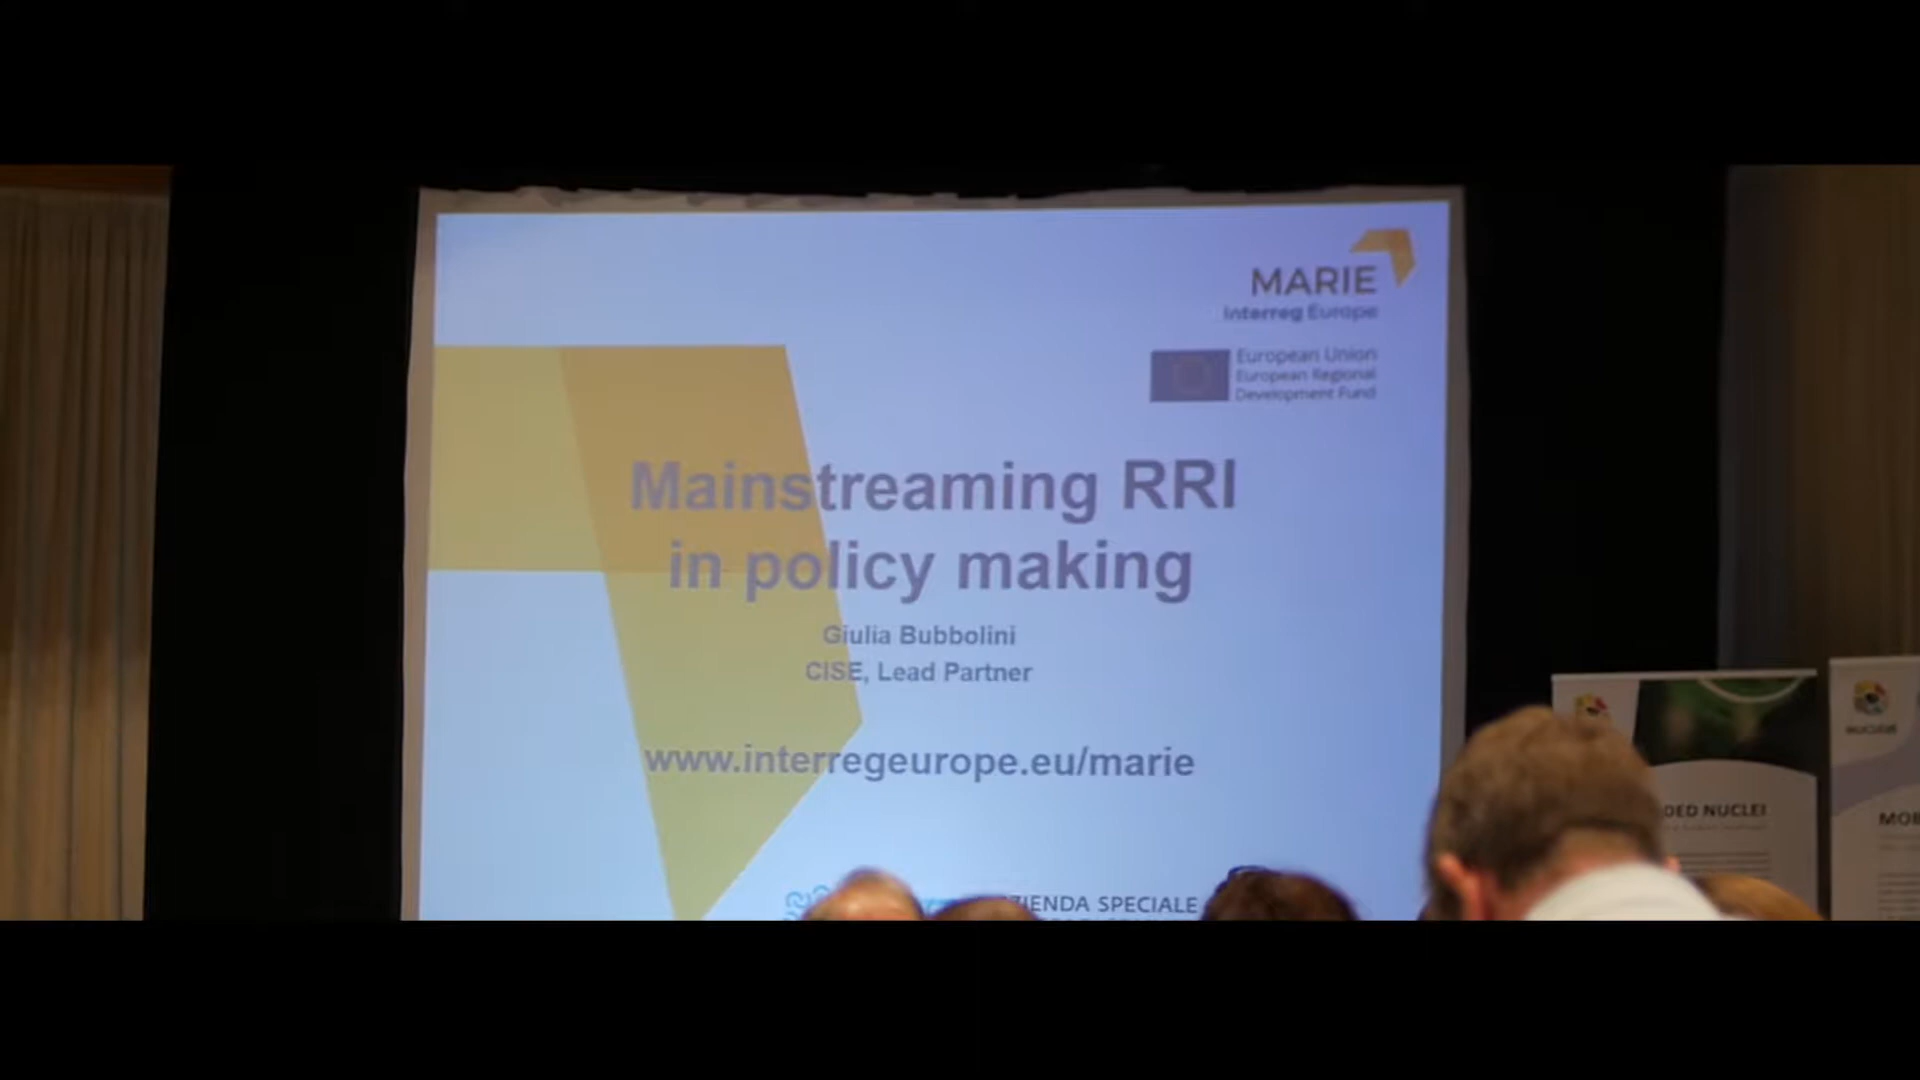 MARIE
Interreg Europe
European Union
European Regional
Development Fund
Mainstreaming RRI
in policy making
Giulia Bubbolini
CISE, Lead Partner
www.interregeurope.eu/marie
SPECIALE
NUCLEI